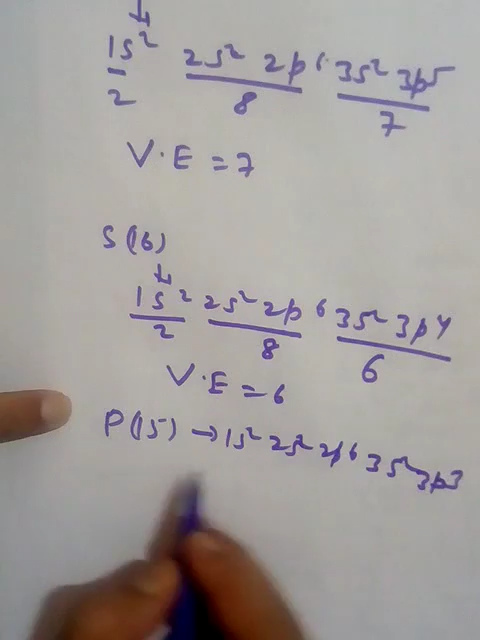 1s² 2s² 2p⁶ 3s² 3p⁵
2 8 7
V.E = 7
S(16)
1s² 2s² 2p⁶ 3s² 3p⁴
2 8 6
V.E = 6
P(15) → 1s² 2s² 2p⁶ 3s² 3p3